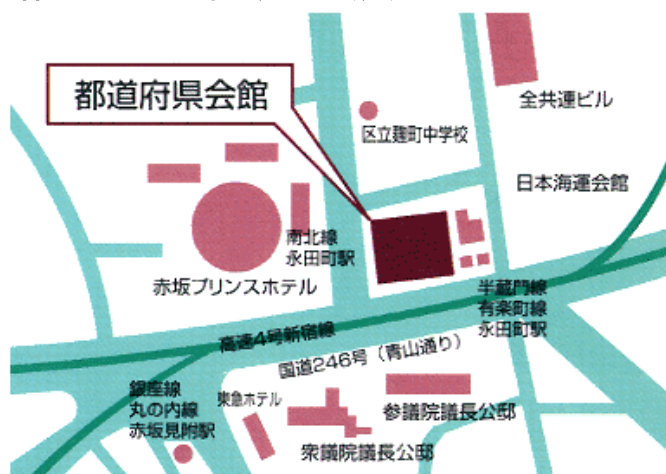 都道府県会館
全共連ビル
区立麹町中学校
日本海運会館
南北線
永田町駅
赤坂プリンスホテル
半蔵門線
有楽町線
永田町駅
高速4号新宿線
国道246号（青山通り）
銀座線
丸の内線
赤坂見附駅
東急ホテル
参議院議長公邸
衆議院議長公邸